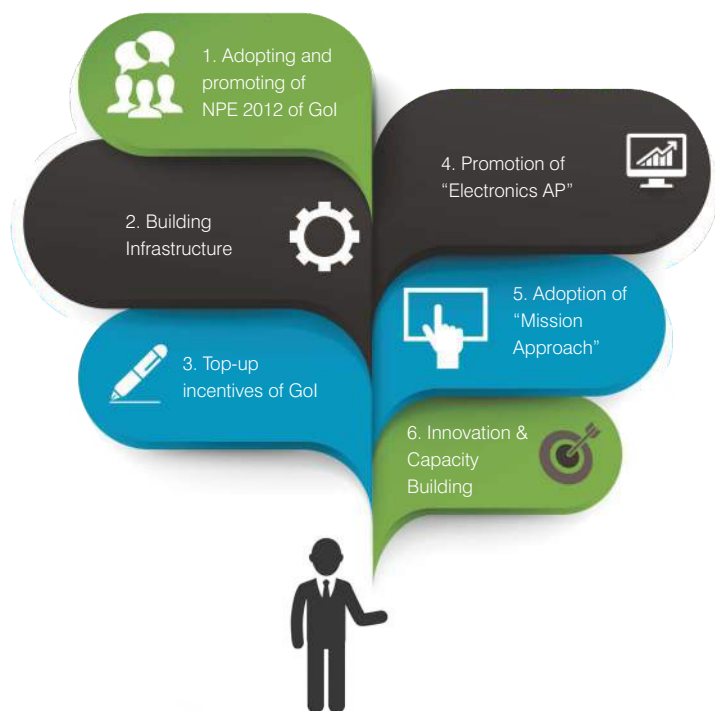 1. Adopting and
promoting of
NPE 2012 of GoI
2. Building
Infrastructure
3. Top-up
incentives of GoI
4. Promotion of
“Electronics AP”
5. Adoption of
“Mission
Approach”
6. Innovation &
Capacity
Building